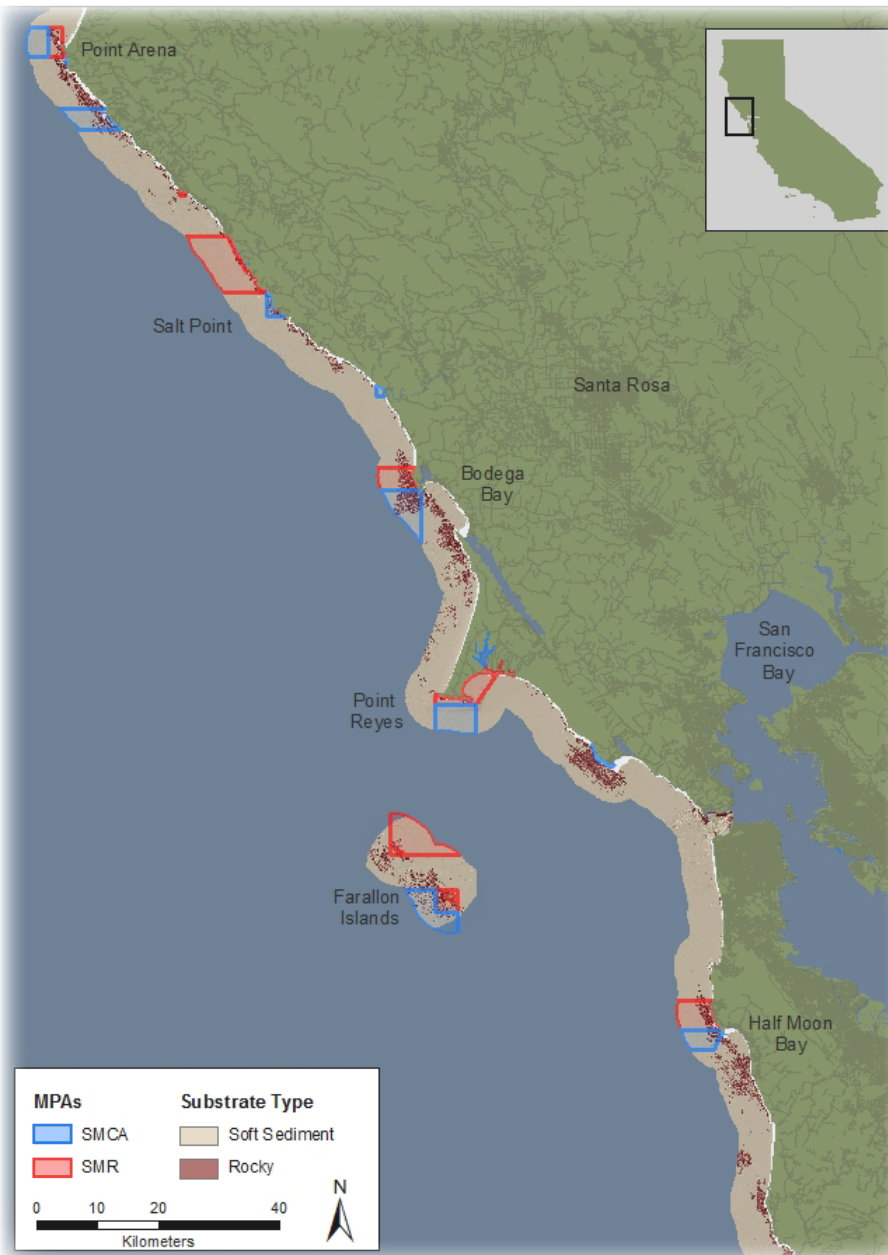 Point Arena
Salt Point
Santa Rosa
Bodega
Bay
San
Francisco
Bay
Point
Reyes
Farallon
Islands
Half Moon
Bay
MPAs
Substrate Type
SMCA
Soft Sediment
SMR
Rocky
N
0 10 20 40
Kilometers